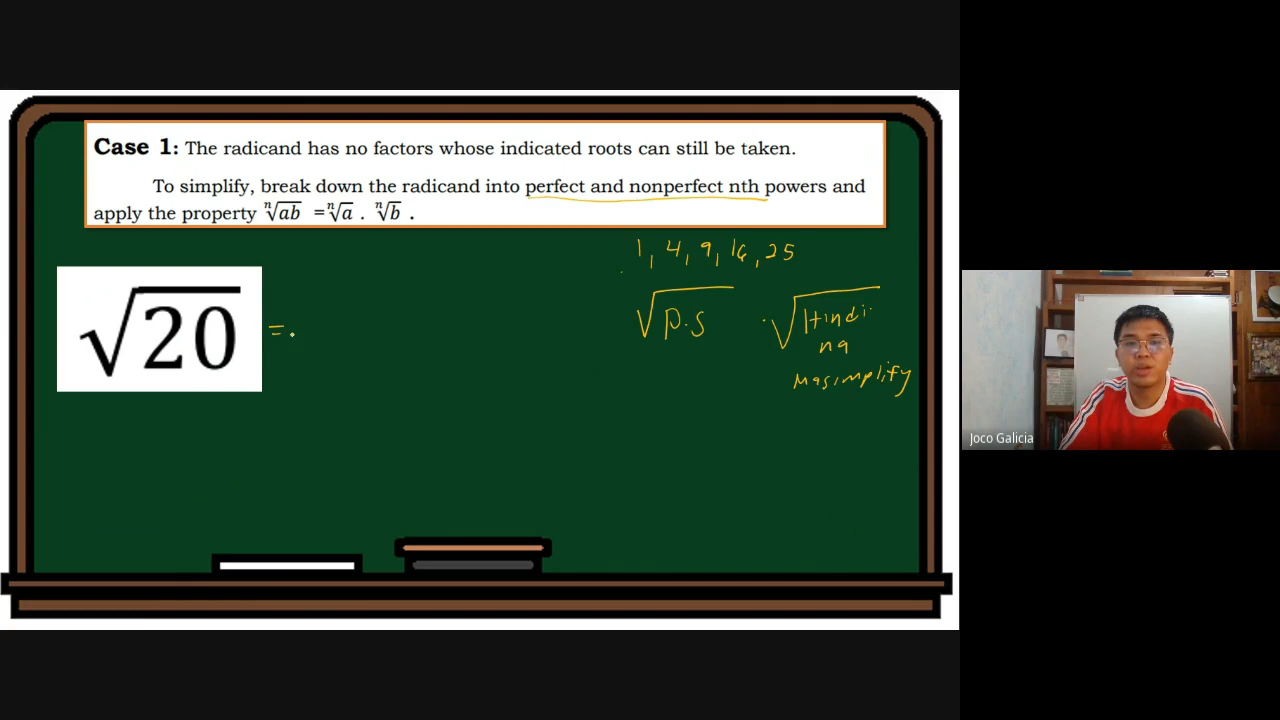 Case 1: The radicand has no factors whose indicated roots can still be taken.
To simplify, break down the radicand into perfect and nonperfect nth powers and
apply the property ⁿ√ab = ⁿ√a . ⁿ√b .
1, 4, 9, 16, 25
√20 = .
√p.s . √Hindi
na
masimplify
Joco Galicia